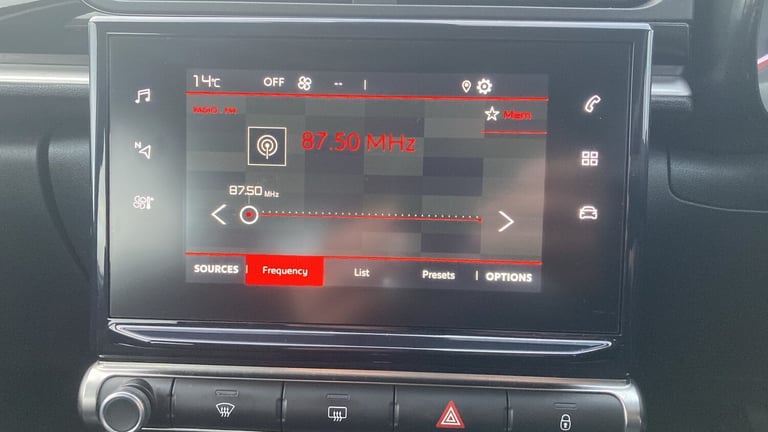 14°C OFF -- |
RADIO FM
Mem
87.50 MHz
87.50 MHz
N
SOURCES | Frequency List Presets | OPTIONS